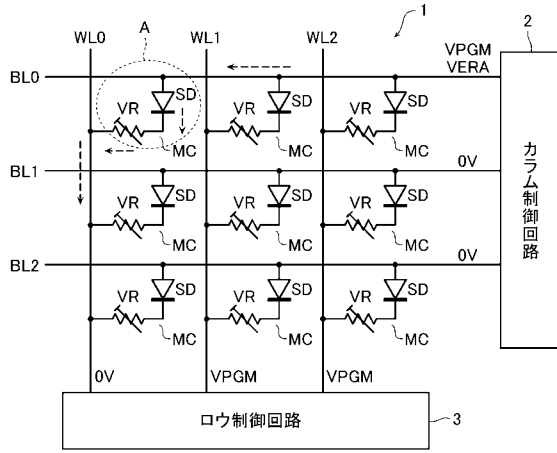 A
1
2
WL0 WL1 WL2
VPGM
VERA
BL0
SD SD SD
VR VR VR
MC MC MC
BL1
0V
SD SD SD
VR VR VR
MC MC MC
BL2
0V
SD SD SD
VR VR VR
MC MC MC
カラム制御回路
0V VPGM VPGM
ロウ制御回路
3